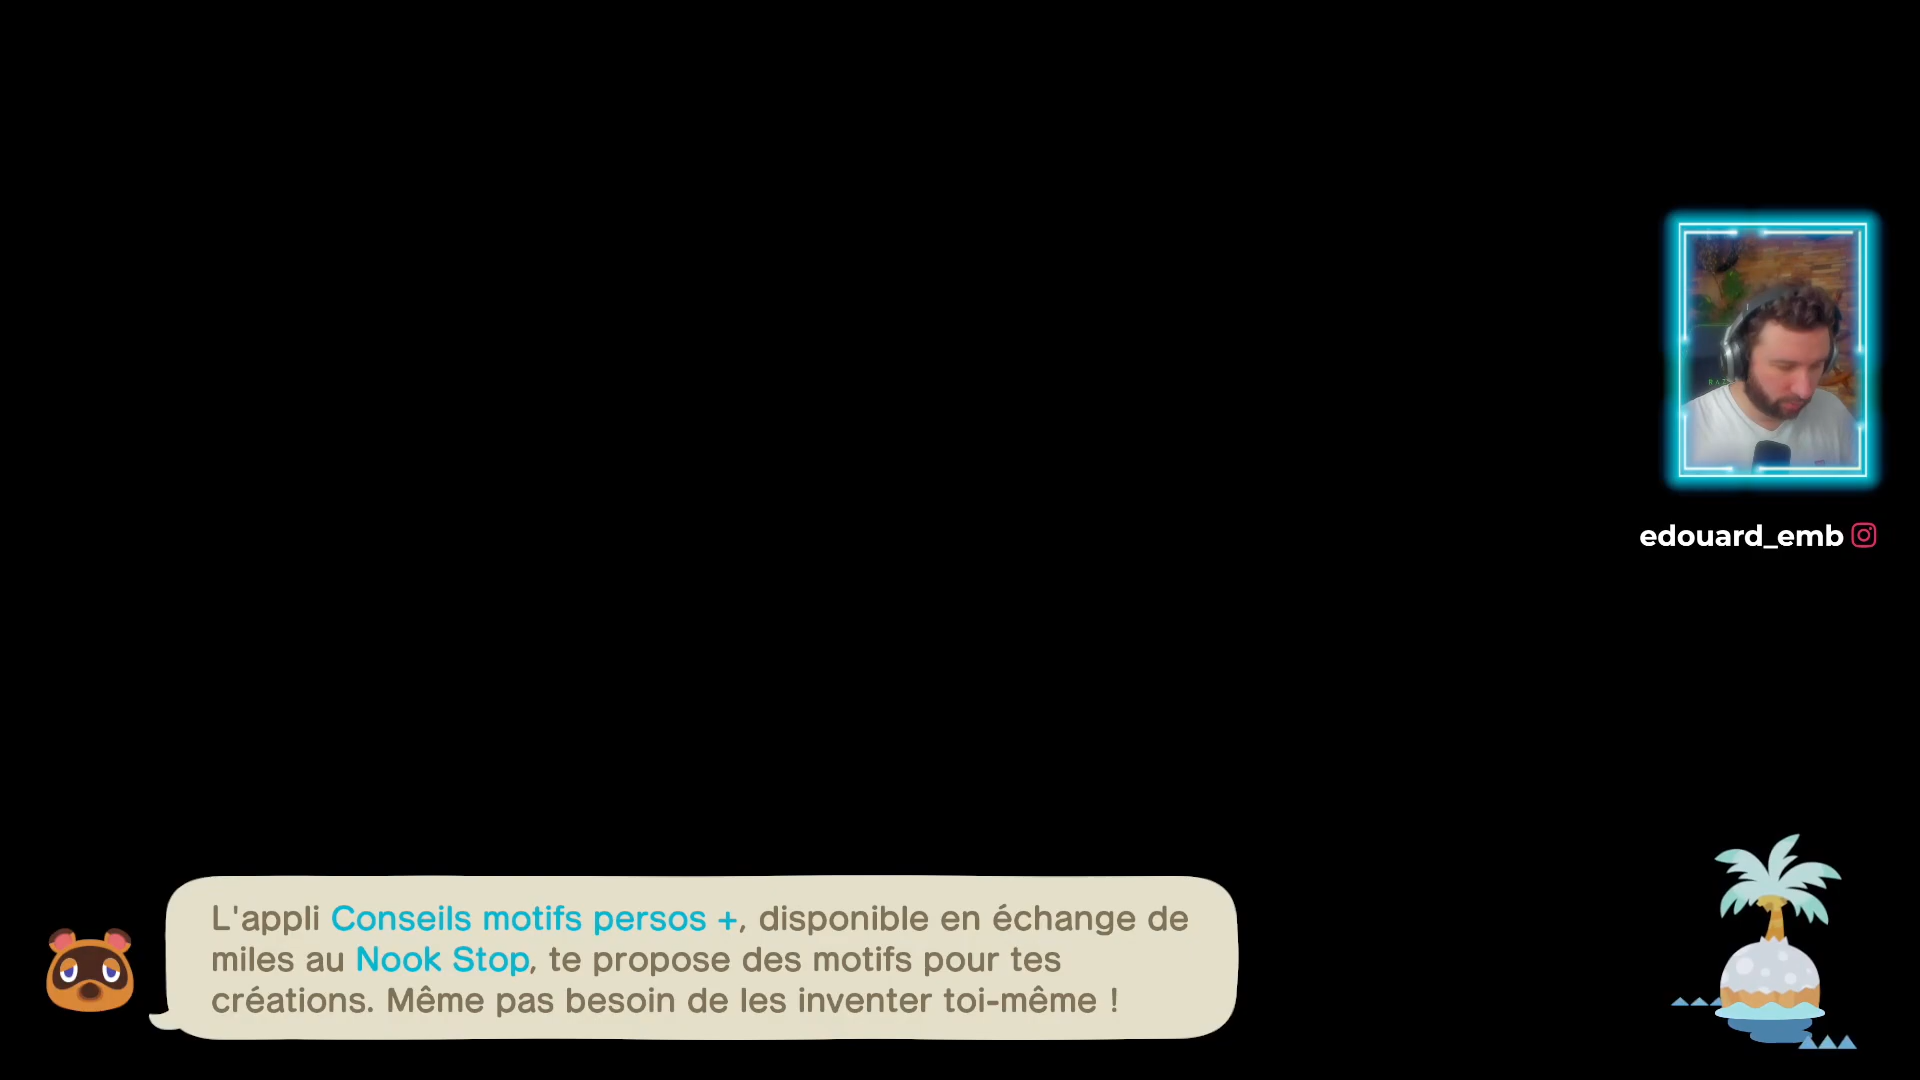 edouard_emb
L'appli Conseils motifs persos +, disponible en échange de
miles au Nook Stop, te propose des motifs pour tes
créations. Même pas besoin de les inventer toi-même !